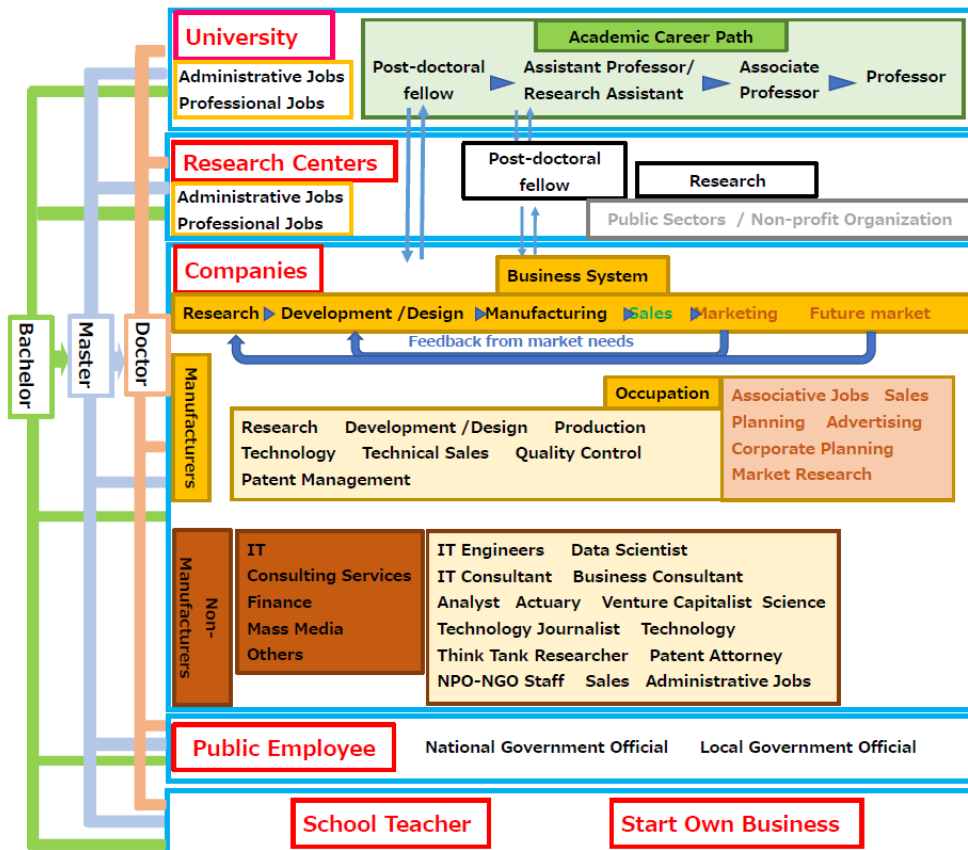 University
Administrative Jobs
Professional Jobs
Academic Career Path
Post-doctoral
fellow
Assistant Professor/
Research Assistant
Associate
Professor
Professor
Research Centers
Administrative Jobs
Professional Jobs
Post-doctoral
fellow
Research
Public Sectors / Non-profit Organization
Companies
Business System
Research Development /Design Manufacturing Sales Marketing Future market
Feedback from market needs
Bachelor
Master
Doctor
Manufacturers
Occupation
Research Development /Design Production
Technology Technical Sales Quality Control
Patent Management
Associative Jobs Sales
Planning Advertising
Corporate Planning
Market Research
Non-
Manufacturers
IT
Consulting Services
Finance
Mass Media
Others
IT Engineers Data Scientist
IT Consultant Business Consultant
Analyst Actuary Venture Capitalist Science
Technology Journalist Technology
Think Tank Researcher Patent Attorney
NPO-NGO Staff Sales Administrative Jobs
Public Employee
National Government Official Local Government Official
School Teacher
Start Own Business